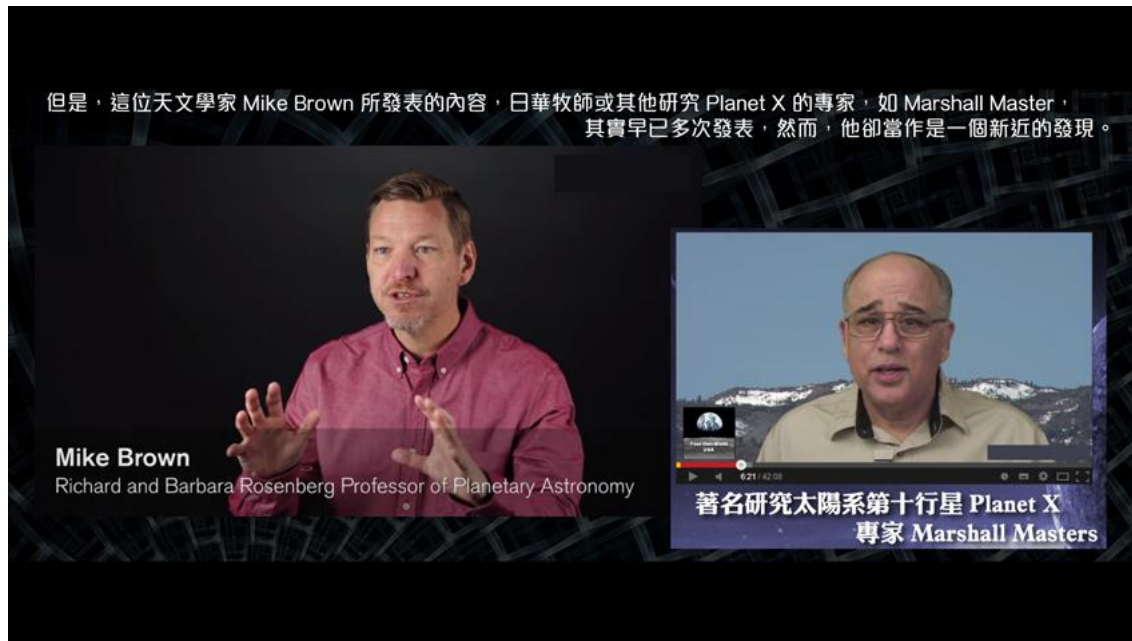 但是，這位天文學家 Mike Brown 所發表的內容，日華牧師或其他研究 Planet X 的專家，如 Marshall Master，
其實早已多次發表，然而，他卻當作是一個新近的發現。
Mike Brown
Richard and Barbara Rosenberg Professor of Planetary Astronomy
6:21 / 42:08
著名研究太陽系第十行星 Planet X
專家 Marshall Masters